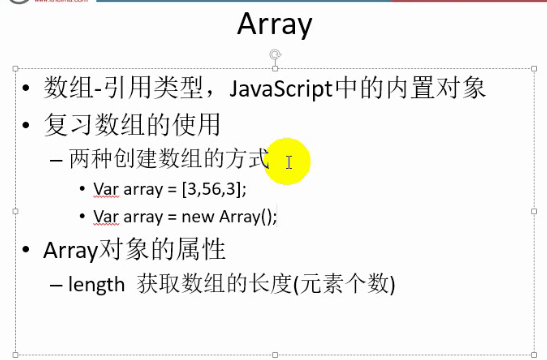 Array
• 数组-引用类型，JavaScript中的内置对象
• 复习数组的使用
– 两种创建数组的方式
• Var array = [3,56,3];
• Var array = new Array();
• Array对象的属性
– length 获取数组的长度(元素个数)